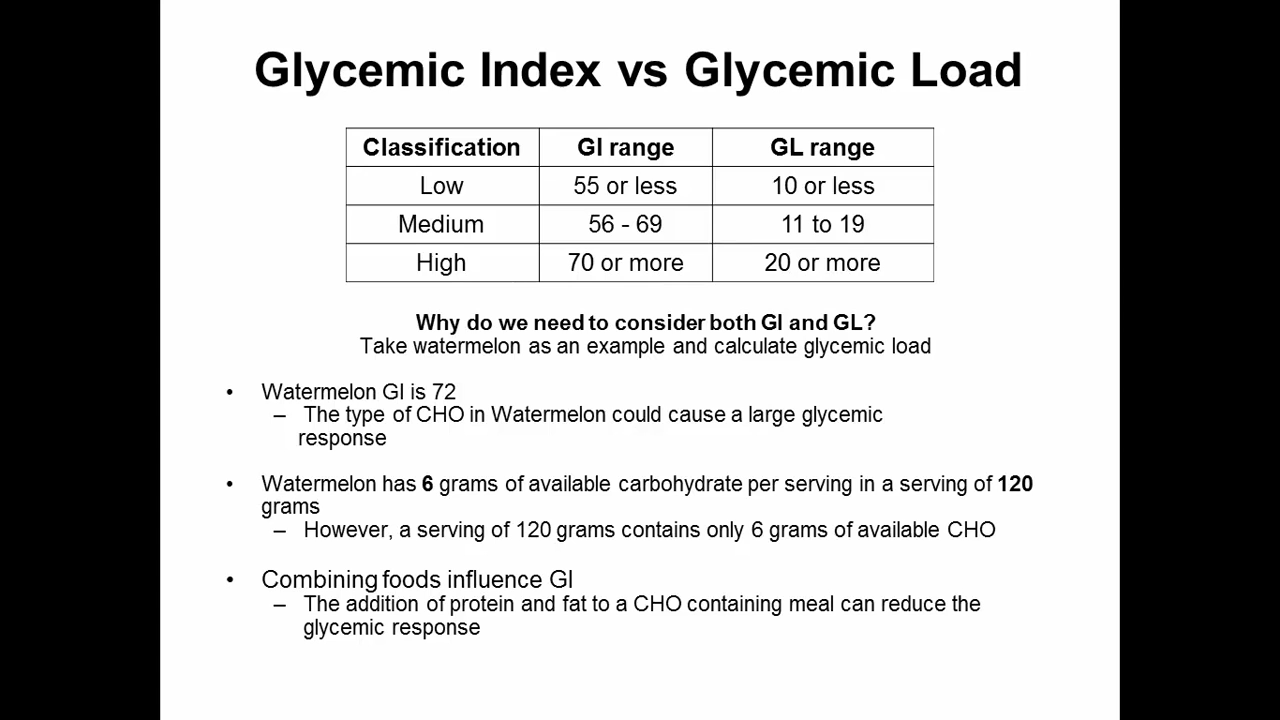 Glycemic Index vs Glycemic Load
Classification GI range GL range
Low 55 or less 10 or less
Medium 56 - 69 11 to 19
High 70 or more 20 or more
Why do we need to consider both GI and GL?
Take watermelon as an example and calculate glycemic load
• Watermelon GI is 72
– The type of CHO in Watermelon could cause a large glycemic
response
• Watermelon has 6 grams of available carbohydrate per serving in a serving of 120
grams
– However, a serving of 120 grams contains only 6 grams of available CHO
• Combining foods influence GI
– The addition of protein and fat to a CHO containing meal can reduce the
glycemic response